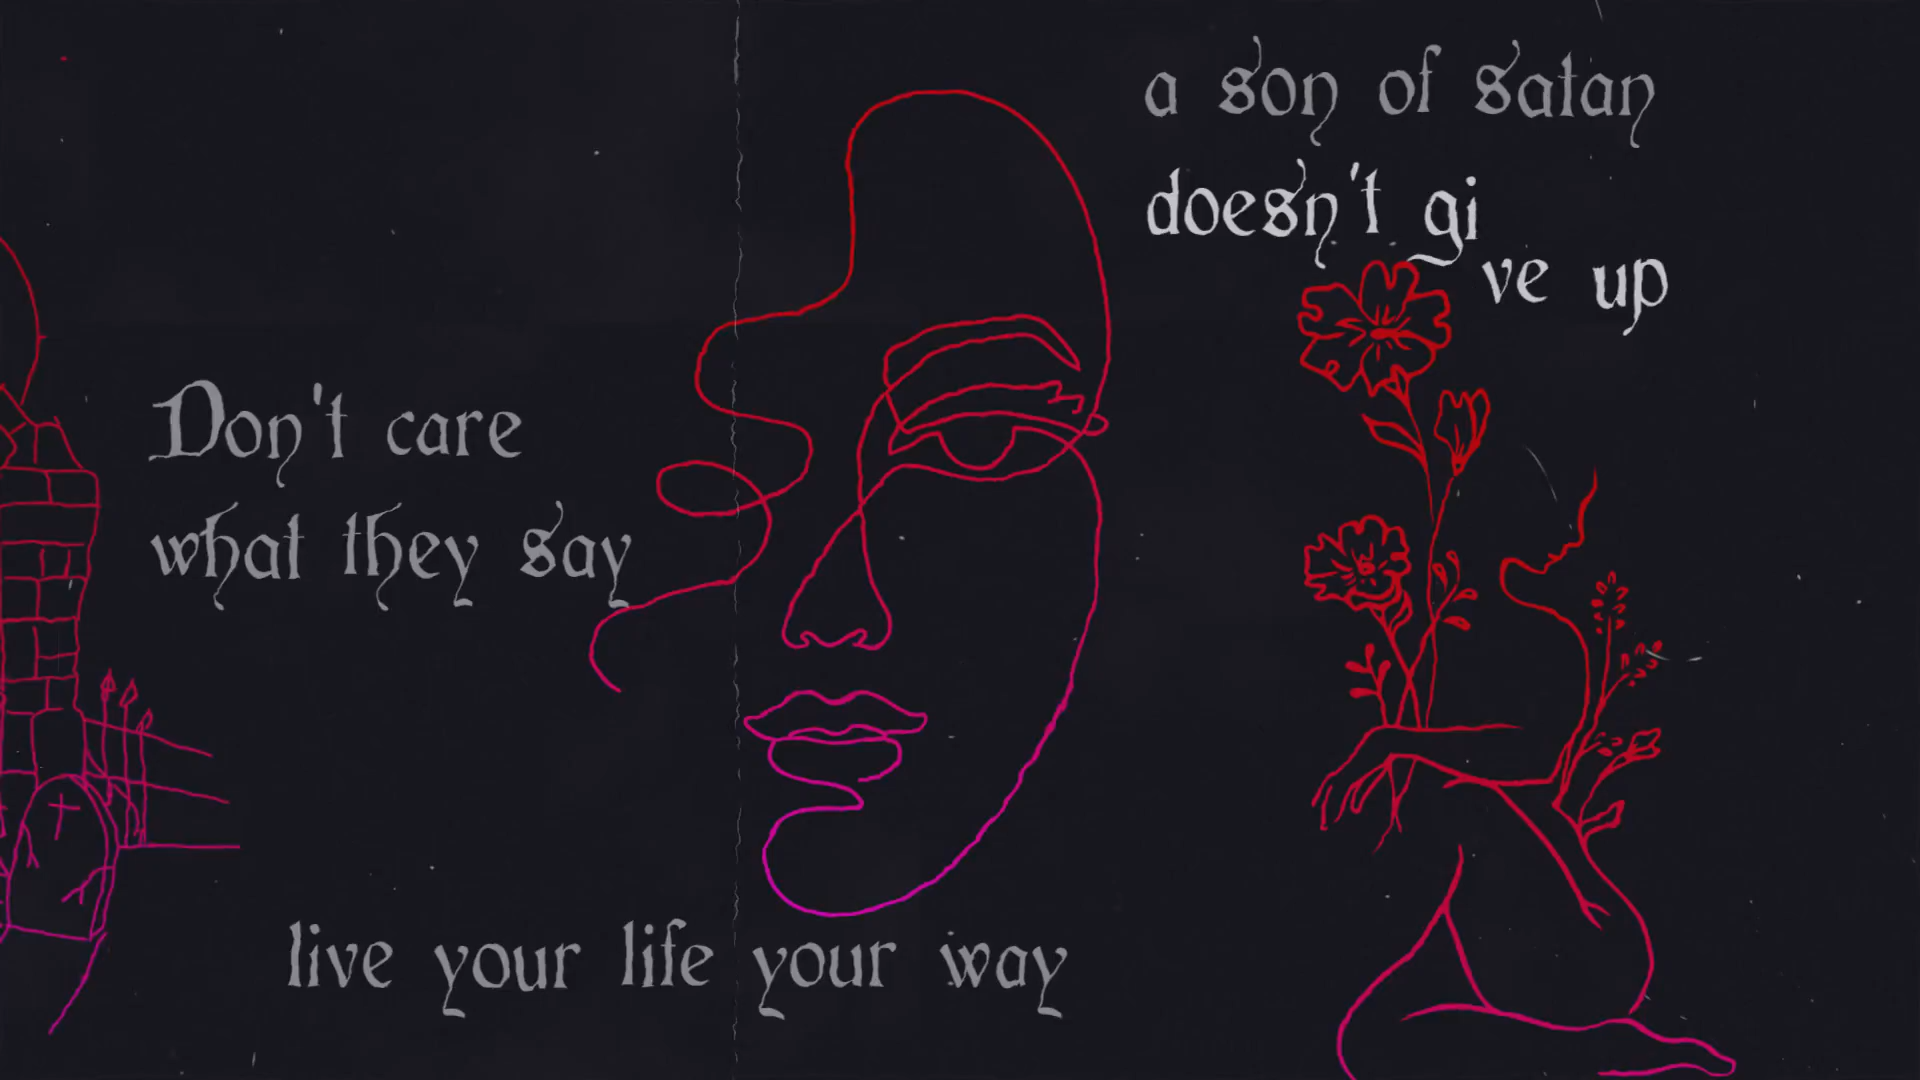 Don't care
what they say
live your life your way
a son of satan
doesn't gi
ve up